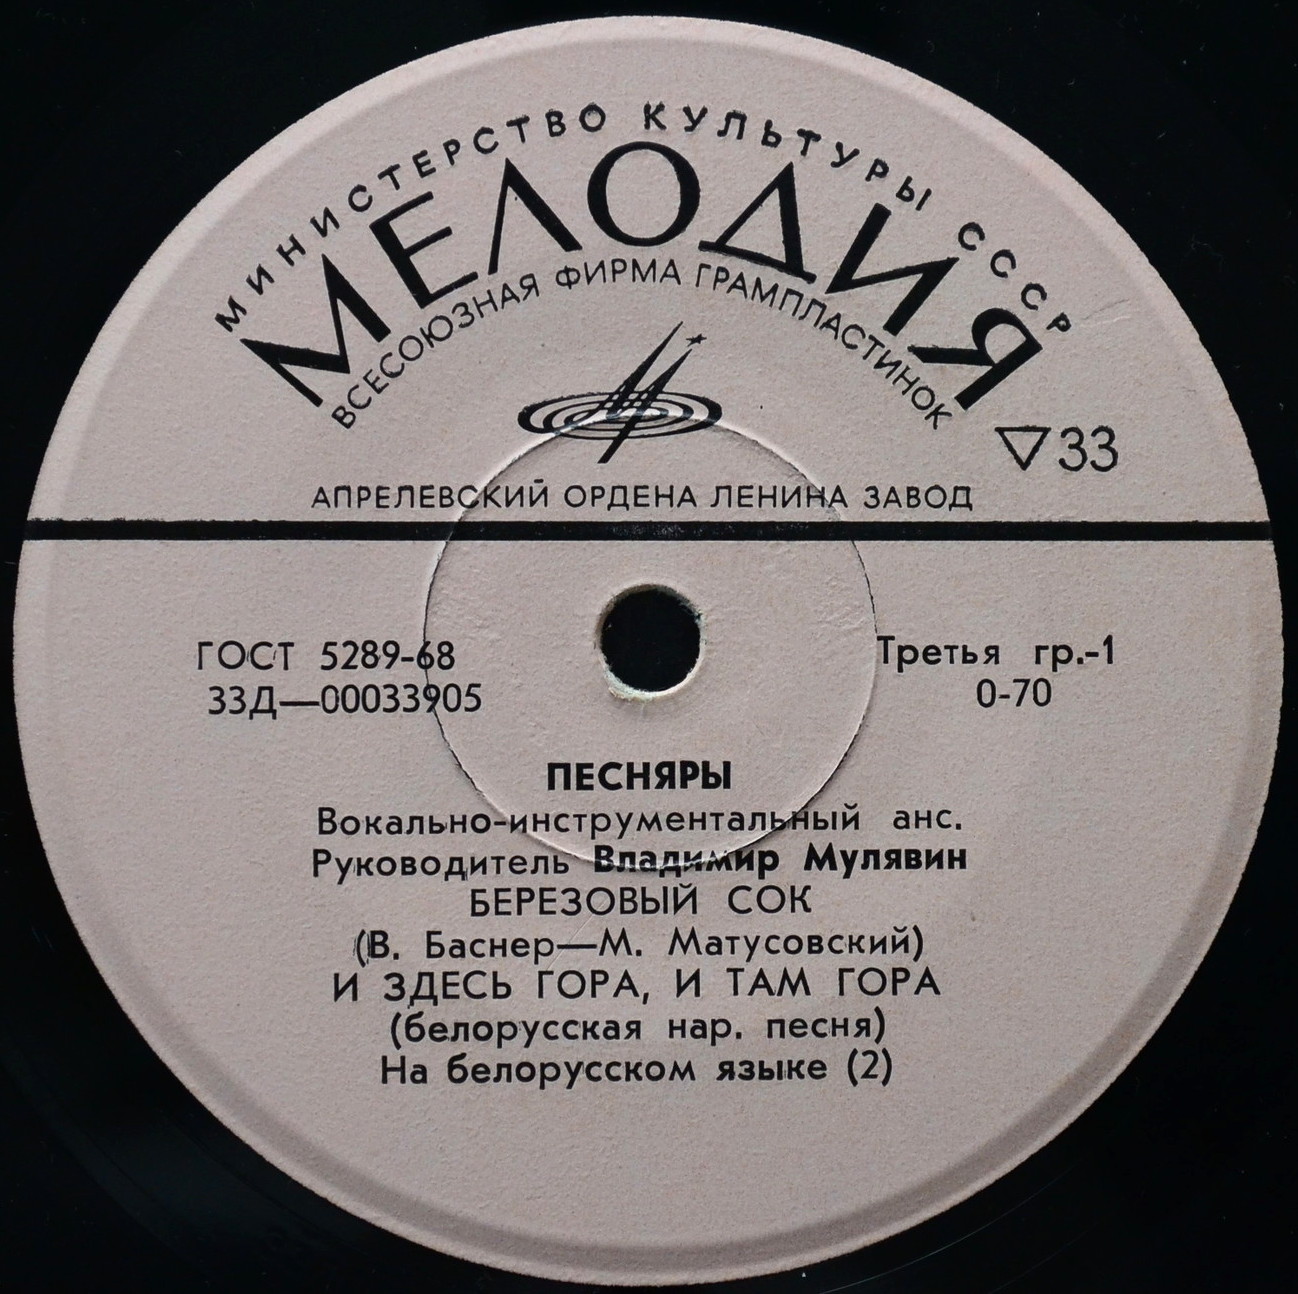 МИНИСТЕРСТВО КУЛЬТУРЫ СССР
МЕЛОДИЯ
ВСЕСОЮЗНАЯ ФИРМА ГРАМПЛАСТИНОК
▽33
АПРЕЛЕВСКИЙ ОРДЕНА ЛЕНИНА ЗАВОД
ГОСТ 5289-68
33Д—00033905
Третья гр.-1
0-70
ПЕСНЯРЫ
Вокально-инструментальный анс.
Руководитель Владимир Мулявин
БЕРЕЗОВЫЙ СОК
(В. Баснер—М. Матусовский)
И ЗДЕСЬ ГОРА, И ТАМ ГОРА
(белорусская нар. песня)
На белорусском языке (2)